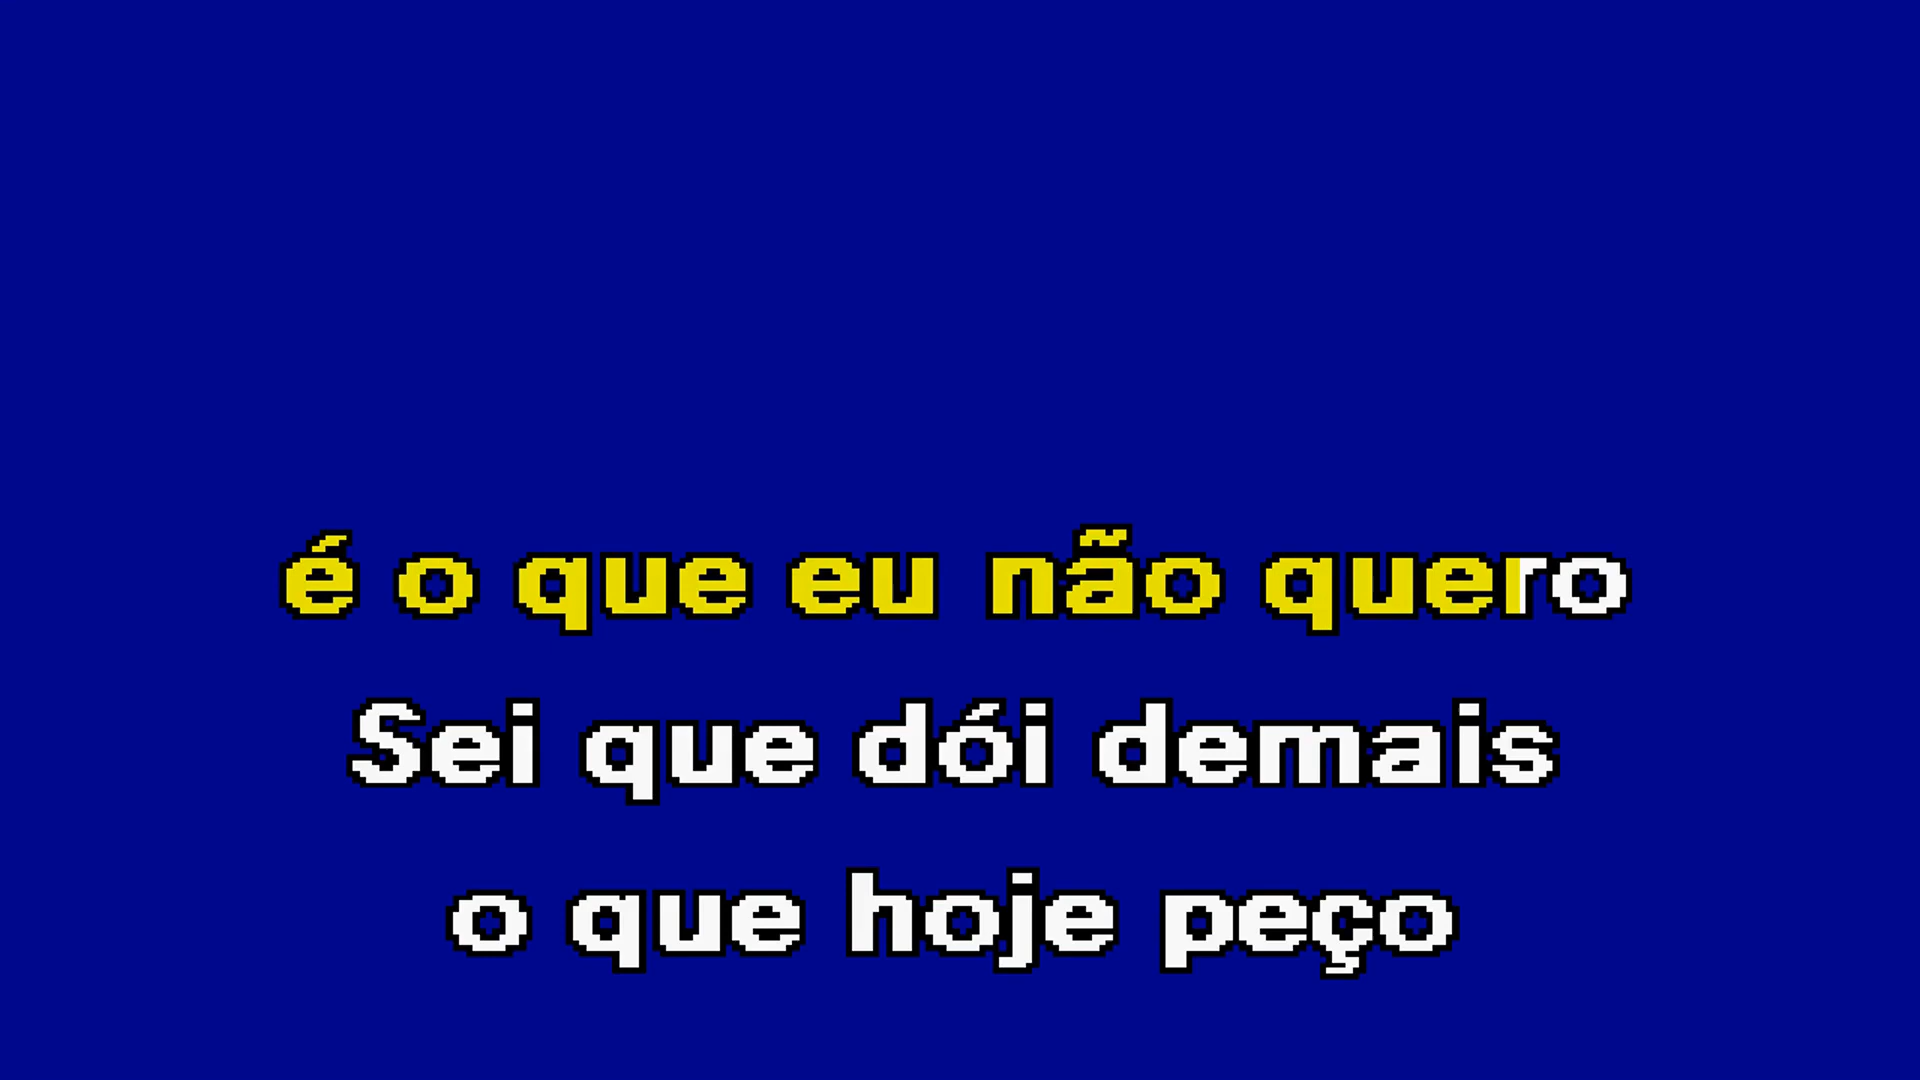 é o que eu não quero
Sei que dói demais
o que hoje peço